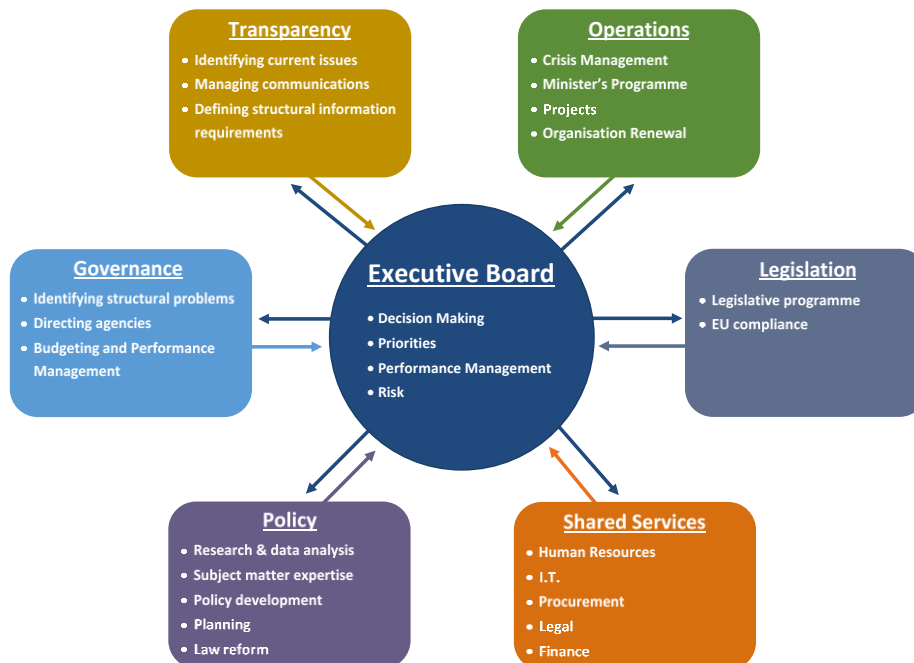 Transparency
• Identifying current issues
• Managing communications
• Defining structural information
requirements
Operations
• Crisis Management
• Minister's Programme
• Projects
• Organisation Renewal
Governance
• Identifying structural problems
• Directing agencies
• Budgeting and Performance
Management
Executive Board
• Decision Making
• Priorities
• Performance Management
• Risk
Legislation
• Legislative programme
• EU compliance
Policy
• Research & data analysis
• Subject matter expertise
• Policy development
• Planning
• Law reform
Shared Services
• Human Resources
• I.T.
• Procurement
• Legal
• Finance